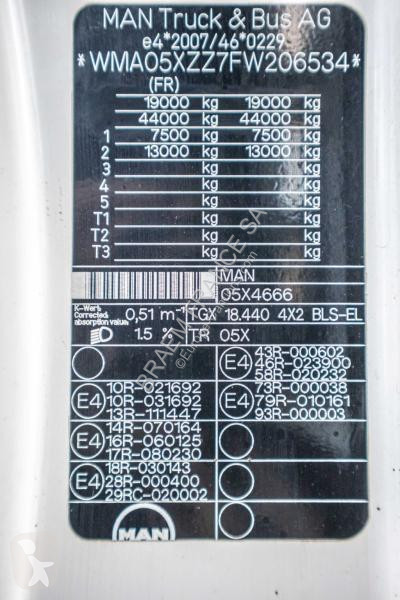 MAN Truck & Bus AG
e4*2007/46*0229
*WMA05XZZ7FW206534*
(FR)
19000 kg 19000 kg
44000 kg 44000 kg
1 7500 kg 7500 kg
2 13000 kg 13000 kg
3 kg kg
4 kg kg
5 kg kg
T1 kg kg
T2 kg kg
T3 kg kg
MAN
05X4666
K-Wert:
Corrected absorption value: 0,51 m-1 TGX 18.440 4X2 BLS-EL
1.5 % TR 05X
43R-000602
E4 46R-023900
58R-020232
10R-021692 73R-000038
E4 10R-031692 E4 79R-010161
13R-111447 93R-000003
14R-070164
E4 16R-060125
17R-080230
18R-030143
E4 28R-000400
29RC-020002
MAN